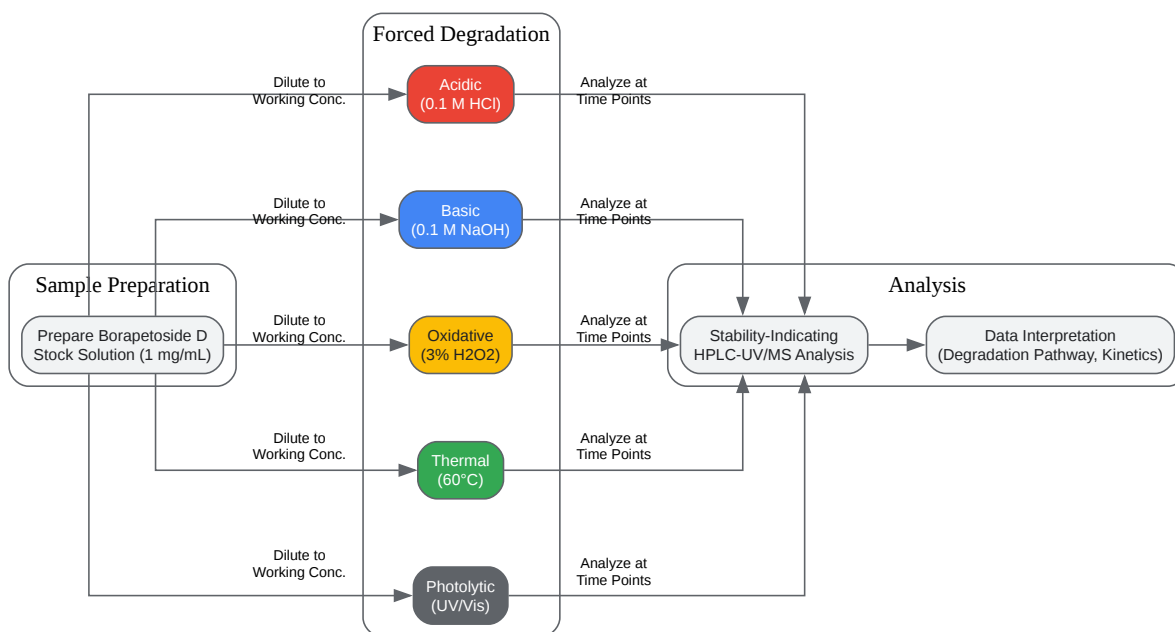 Forced Degradation
Dilute to
Working Conc.
Acidic
(0.1 M HCl)
Analyze at
Time Points
Dilute to
Working Conc.
Basic
(0.1 M NaOH)
Analyze at
Time Points
Sample Preparation
Prepare Borapetoside D
Stock Solution (1 mg/mL)
Dilute to
Working Conc.
Oxidative
(3% H2O2)
Analyze at
Time Points
Analysis
Stability-Indicating
HPLC-UV/MS Analysis
Data Interpretation
(Degradation Pathway, Kinetics)
Dilute to
Working Conc.
Thermal
(60°C)
Analyze at
Time Points
Dilute to
Working Conc.
Photolytic
(UV/Vis)
Analyze at
Time Points